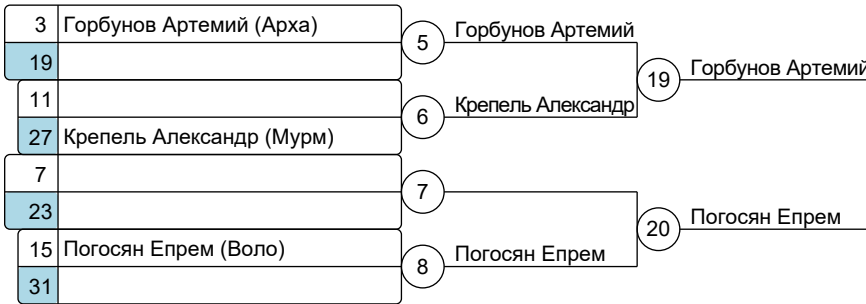 3 Горбунов Артемий (Арха)
19
5 Горбунов Артемий
11
27 Крепель Александр (Мурм)
6 Крепель Александр
19 Горбунов Артемий
7
23
7
15 Погосян Епрем (Воло)
31
8 Погосян Епрем
20 Погосян Епрем